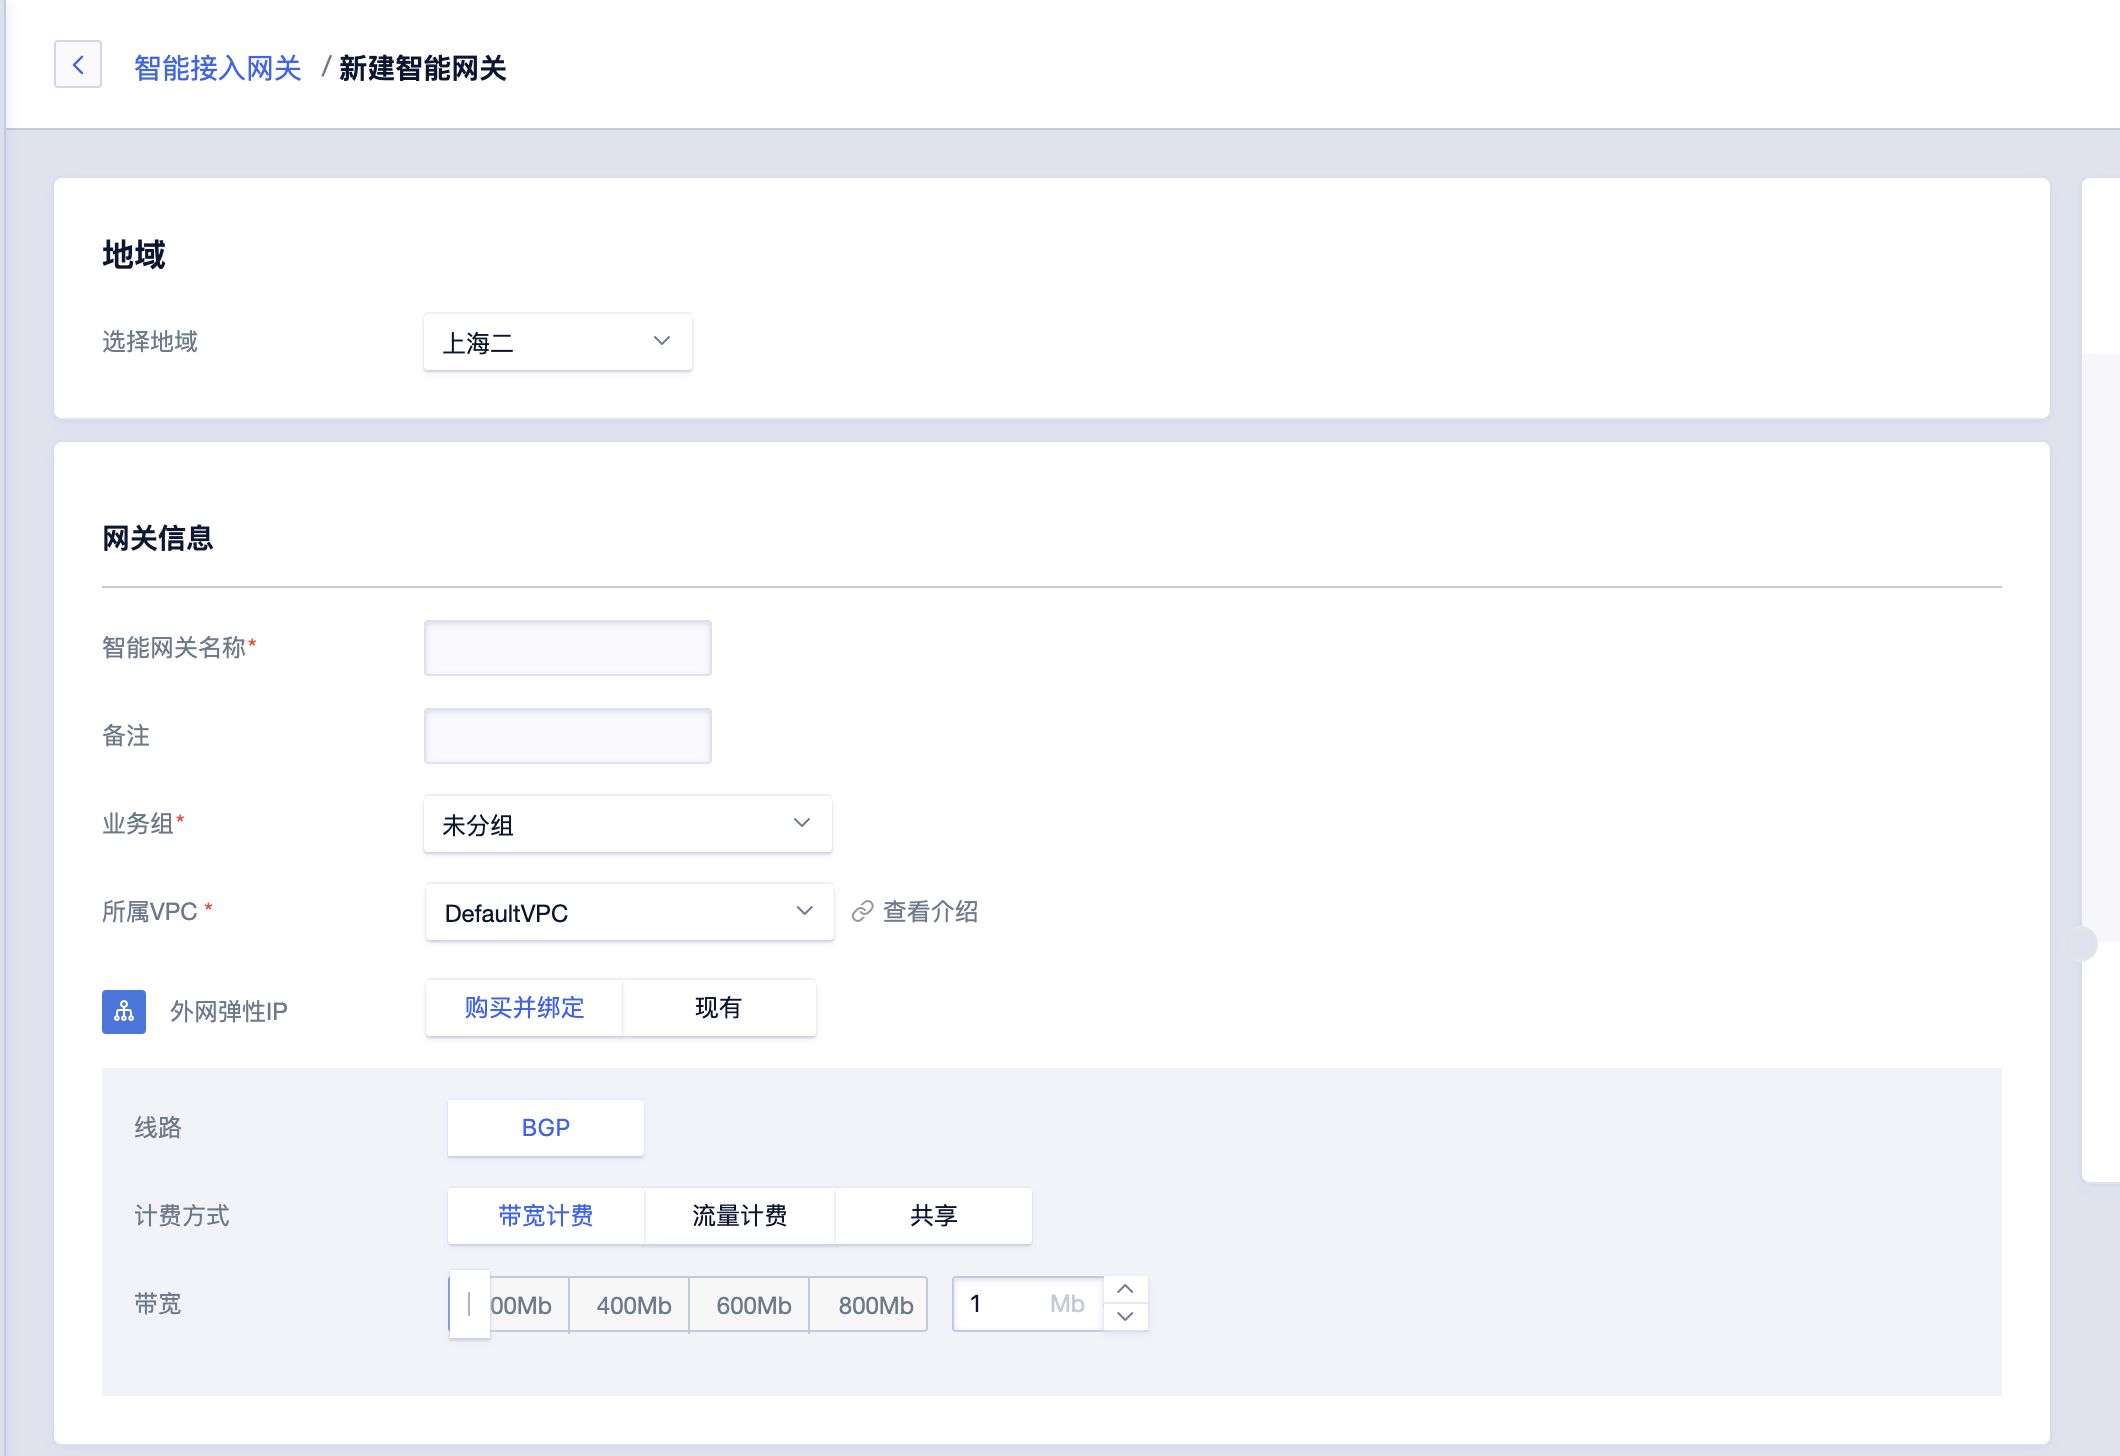 智能接入网关 / 新建智能网关
地域
选择地域 上海二
网关信息
智能网关名称*
备注
业务组* 未分组
所属VPC * DefaultVPC 查看介绍
外网弹性IP 购买并绑定 现有
线路 BGP
计费方式 带宽计费 流量计费 共享
带宽 00Mb 400Mb 600Mb 800Mb 1 Mb